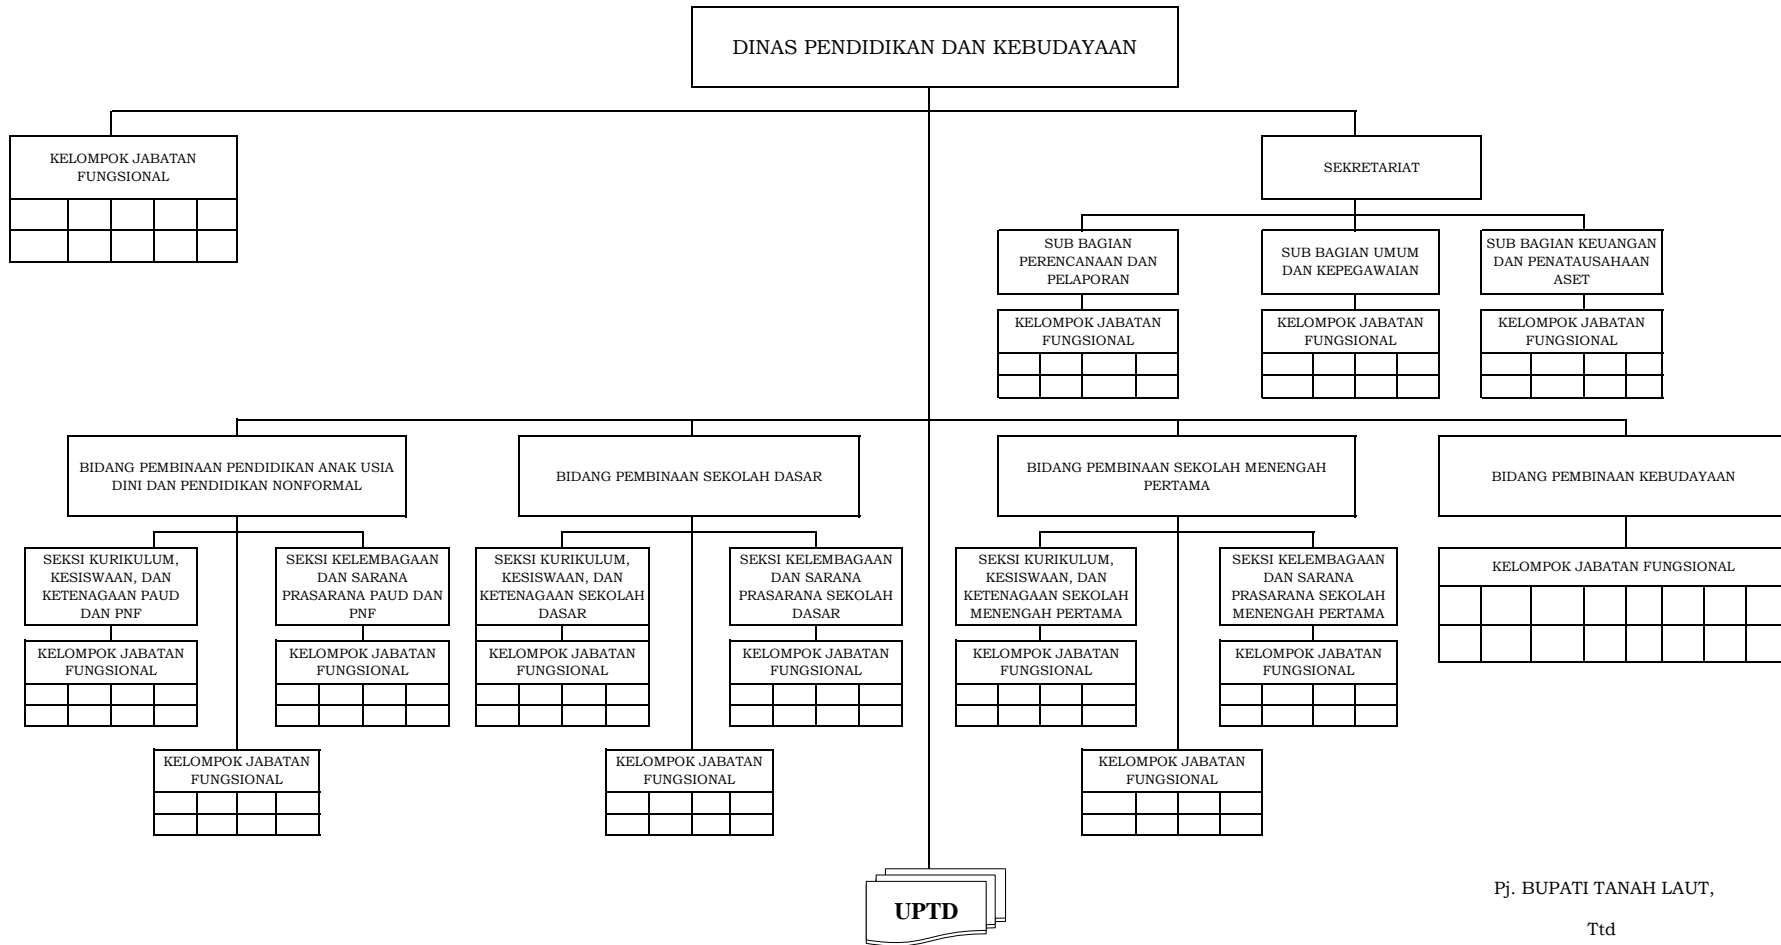 DINAS PENDIDIKAN DAN KEBUDAYAAN
KELOMPOK JABATAN
FUNGSIONAL
SEKRETARIAT
SUB BAGIAN
PERENCANAAN DAN
PELAPORAN
SUB BAGIAN UMUM
DAN KEPEGAWAIAN
SUB BAGIAN KEUANGAN
DAN PENATAUSAHAAN
ASET
KELOMPOK JABATAN
FUNGSIONAL
KELOMPOK JABATAN
FUNGSIONAL
KELOMPOK JABATAN
FUNGSIONAL
BIDANG PEMBINAAN PENDIDIKAN ANAK USIA
DINI DAN PENDIDIKAN NONFORMAL
BIDANG PEMBINAAN SEKOLAH DASAR
BIDANG PEMBINAAN SEKOLAH MENENGAH
PERTAMA
BIDANG PEMBINAAN KEBUDAYAAN
SEKSI KURIKULUM,
KESISWAAN, DAN
KETENAGAAN PAUD
DAN PNF
SEKSI KELEMBAGAAN
DAN SARANA
PRASARANA PAUD DAN
PNF
SEKSI KURIKULUM,
KESISWAAN, DAN
KETENAGAAN SEKOLAH
DASAR
SEKSI KELEMBAGAAN
DAN SARANA
PRASARANA SEKOLAH
DASAR
SEKSI KURIKULUM,
KESISWAAN, DAN
KETENAGAAN SEKOLAH
MENENGAH PERTAMA
SEKSI KELEMBAGAAN
DAN SARANA
PRASARANA SEKOLAH
MENENGAH PERTAMA
KELOMPOK JABATAN FUNGSIONAL
KELOMPOK JABATAN
FUNGSIONAL
KELOMPOK JABATAN
FUNGSIONAL
KELOMPOK JABATAN
FUNGSIONAL
KELOMPOK JABATAN
FUNGSIONAL
KELOMPOK JABATAN
FUNGSIONAL
KELOMPOK JABATAN
FUNGSIONAL
KELOMPOK JABATAN
FUNGSIONAL
KELOMPOK JABATAN
FUNGSIONAL
KELOMPOK JABATAN
FUNGSIONAL
UPTD
Pj. BUPATI TANAH LAUT,
Ttd